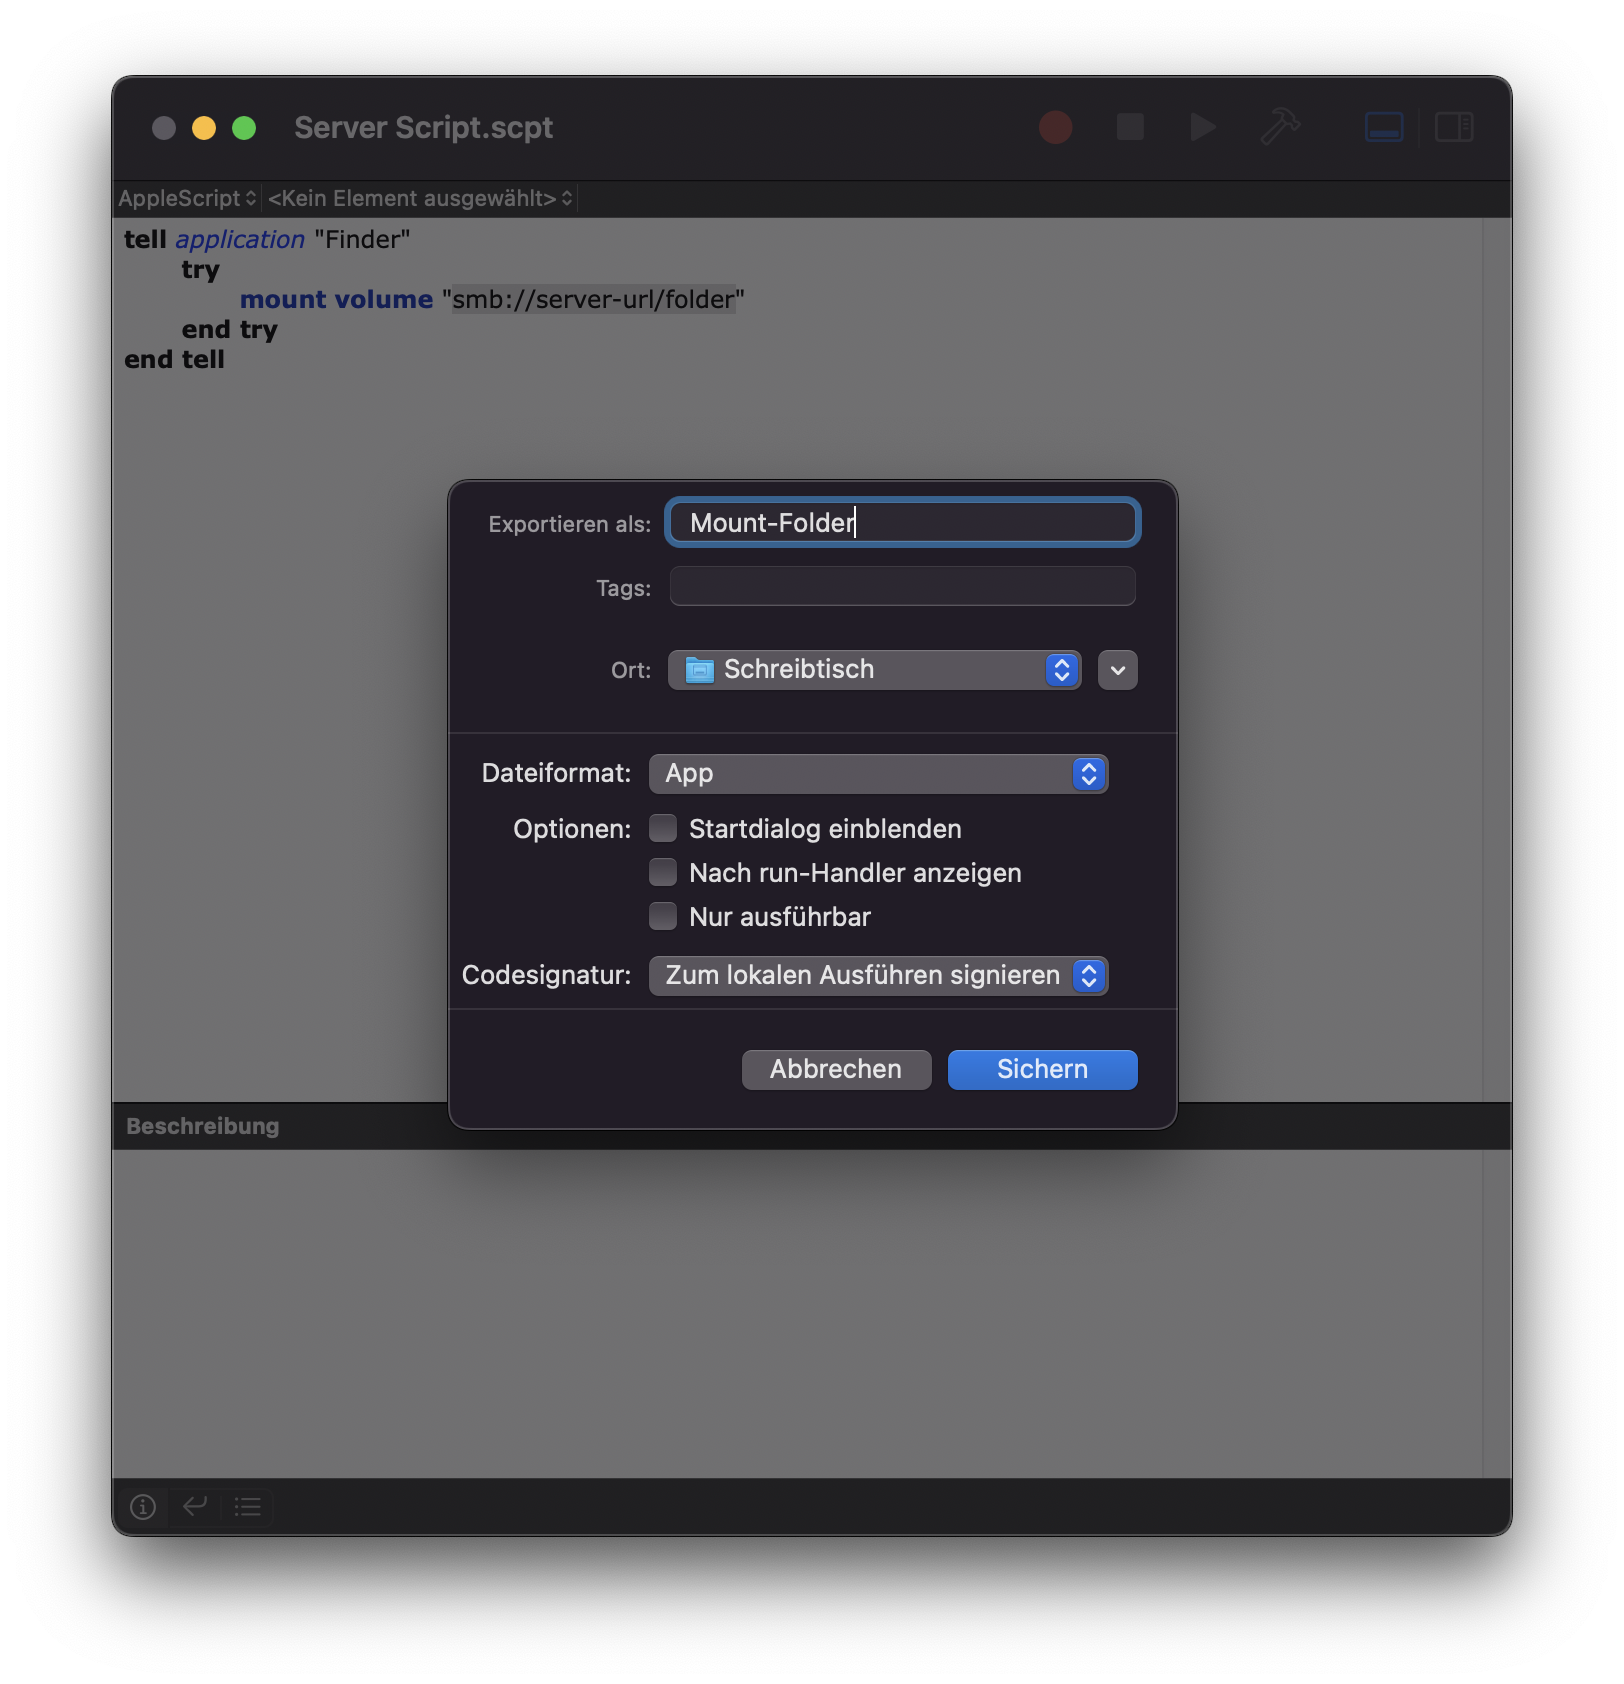 Server Script.scpt
AppleScript <Kein Element ausgewählt>
tell application "Finder"
try
mount volume "smb://server-url/folder"
end try
end tell
Exportieren als: Mount-Folder
Tags:
Ort: Schreibtisch
Dateiformat: App
Optionen: Startdialog einblenden
Nach run-Handler anzeigen
Nur ausführbar
Codesignatur: Zum lokalen Ausführen signieren
Abbrechen Sichern
Beschreibung